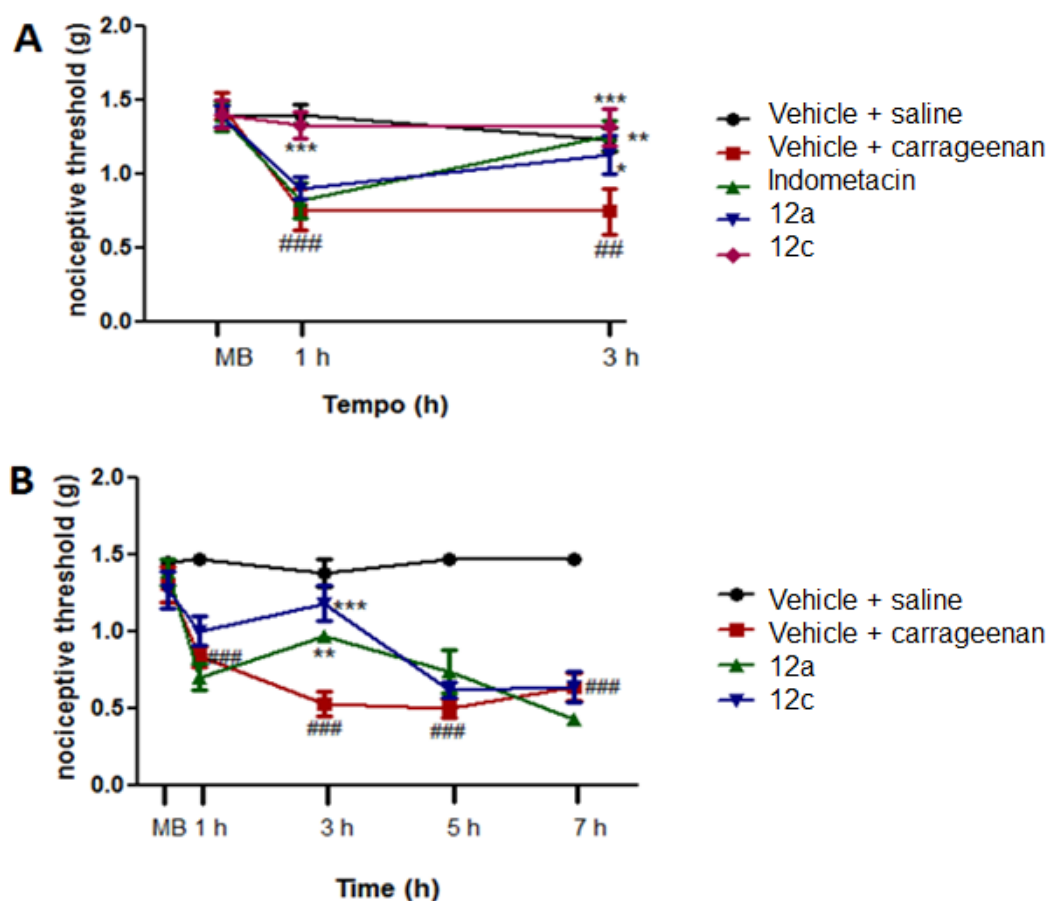 A
nociceptive threshold (g)
2.0
1.5
1.0
0.5
0.0
***
###
***
**
*
##
MB 1 h 3 h
Tempo (h)
Vehicle + saline
Vehicle + carrageenan
Indometacin
12a
12c
B
nociceptive threshold (g)
2.0
1.5
1.0
0.5
0.0
###
***
**
###
###
###
MB 1 h 3 h 5 h 7 h
Time (h)
Vehicle + saline
Vehicle + carrageenan
12a
12c